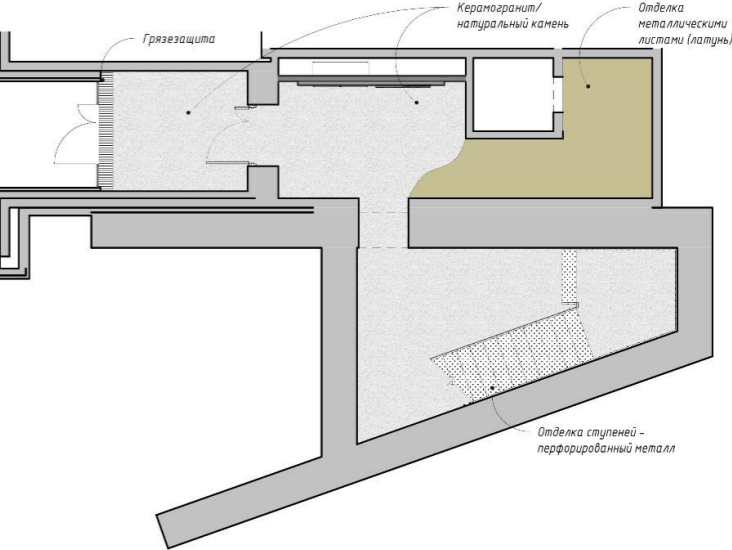 Грязезащита
Керамогранит/
натуральный камень
Отделка
металлическими
листами (латунь)
Отделка ступеней –
перфорированный металл